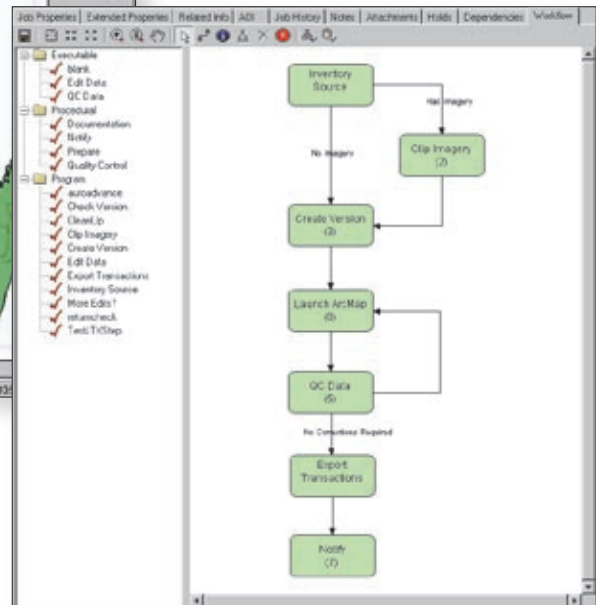 Job Properties Extended Properties Related Info AOI Job History Notes Attachments Holds Dependencies Workflow
Executable
blank
Edit Data
QC Data
Procedural
Documentation
Notify
Prepare
Quality Control
Program
autoadvance
Check Version
CleanUp
Clip Imagery
Create Version
Edit Data
Export Transactions
Inventory Source
More Edits?
returncheck
Inventory
Source
Has Imagery
No Imagery
Clip Imagery
(2)
Create Version
(3)
Launch ArcMap
QC Data
No Corrections Required
Export
Transactions
Notify
(7)